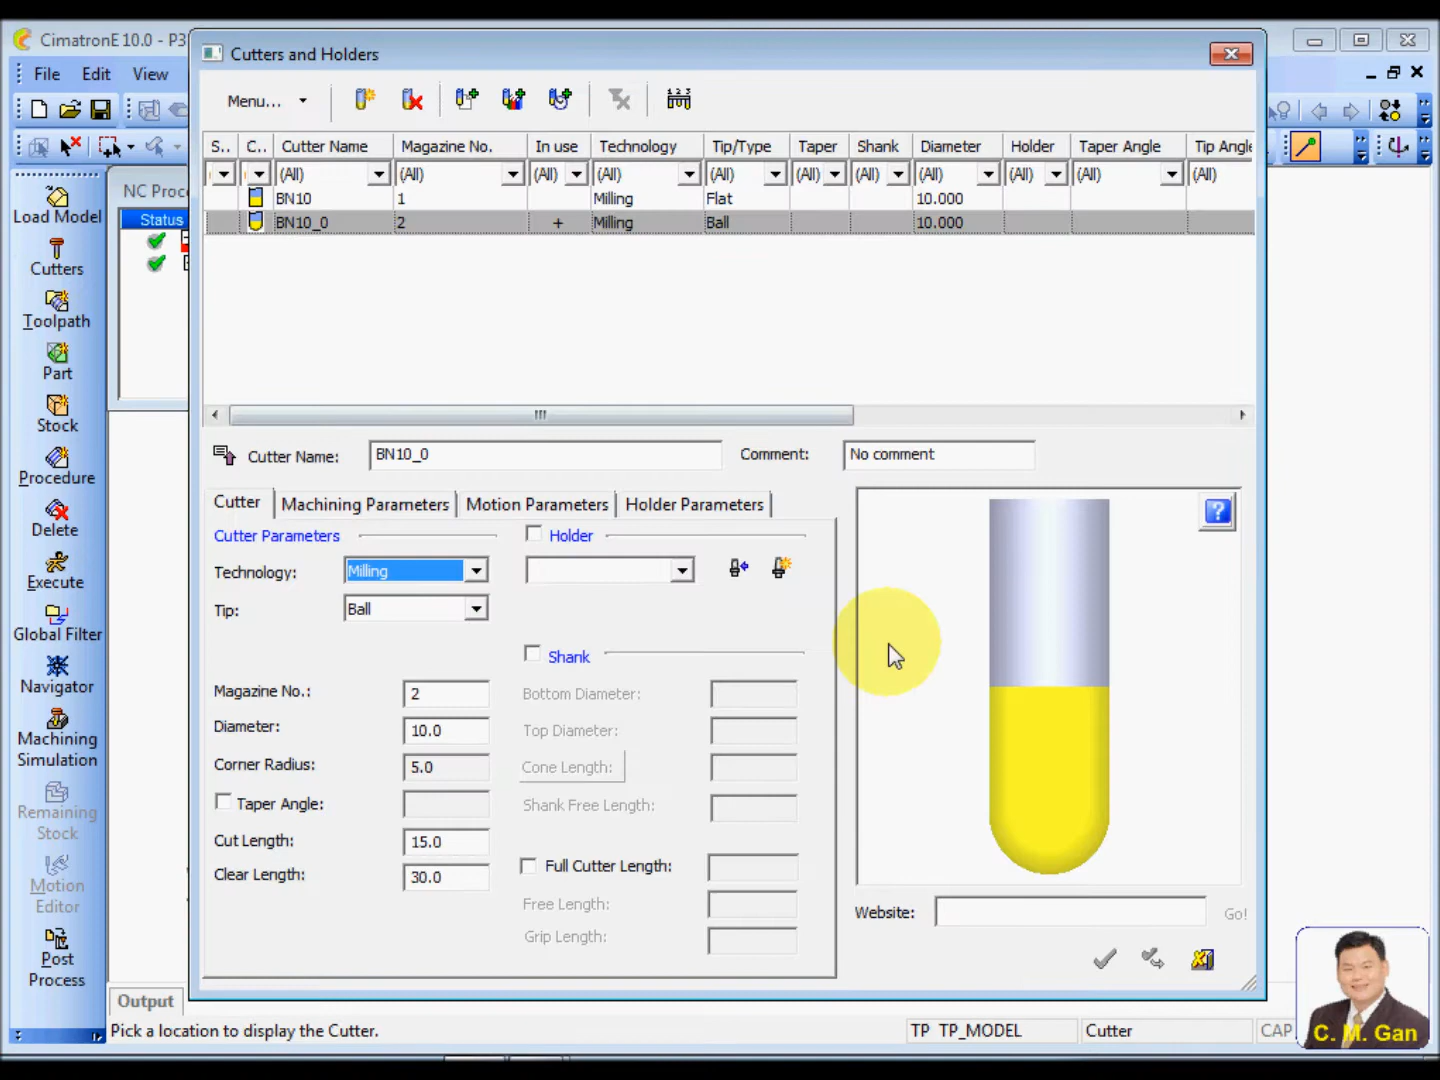 CimatronE 10.0 - P3
Cutters and Holders
File Edit View
Menu...
S.. C.. Cutter Name Magazine No. In use Technology Tip/Type Taper Shank Diameter Holder Taper Angle Tip Angle
(All) (All) (All) (All) (All) (All) (All) (All) (All) (All) (All)
BN10 1 Milling Flat 10.000
BN10_0 2 + Milling Ball 10.000
NC Proc
Status
Load Model
Cutters
Toolpath
Part
Stock
Procedure
Delete
Execute
Global Filter
Navigator
Machining
Simulation
Remaining
Stock
Motion
Editor
Post
Process
Cutter Name: BN10_0 Comment: No comment
Cutter Machining Parameters Motion Parameters Holder Parameters
Cutter Parameters Holder
Technology: Milling
Tip: Ball
Shank
Magazine No.: 2 Bottom Diameter:
Diameter: 10.0 Top Diameter:
Corner Radius: 5.0 Cone Length:
Taper Angle: Shank Free Length:
Cut Length: 15.0 Full Cutter Length:
Clear Length: 30.0 Free Length:
Grip Length:
?
Website: Go!
Output
Pick a location to display the Cutter. TP TP_MODEL Cutter CAP
C. M. Gan